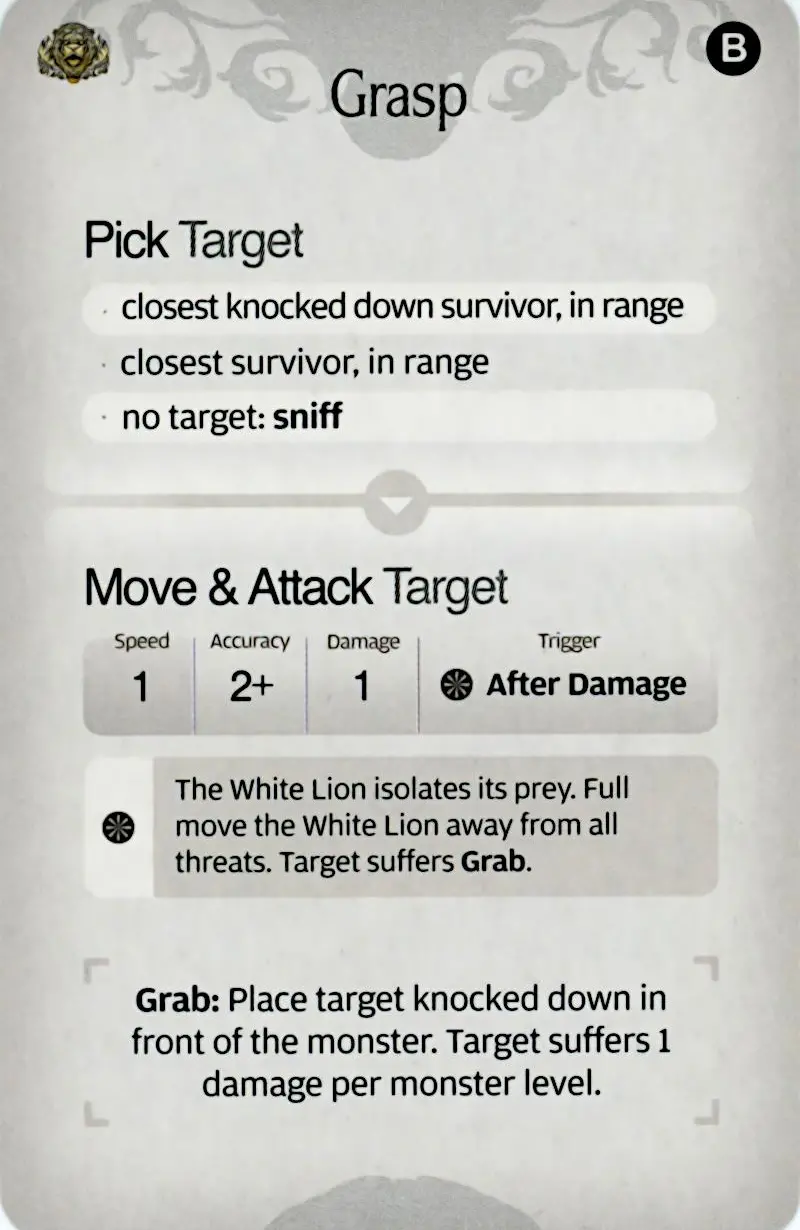 B
Grasp
Pick Target
· closest knocked down survivor, in range
· closest survivor, in range
· no target: sniff
Move & Attack Target
Speed Accuracy Damage Trigger
1 2+ 1 After Damage
The White Lion isolates its prey. Full
move the White Lion away from all
threats. Target suffers Grab.
Grab: Place target knocked down in
front of the monster. Target suffers 1
damage per monster level.